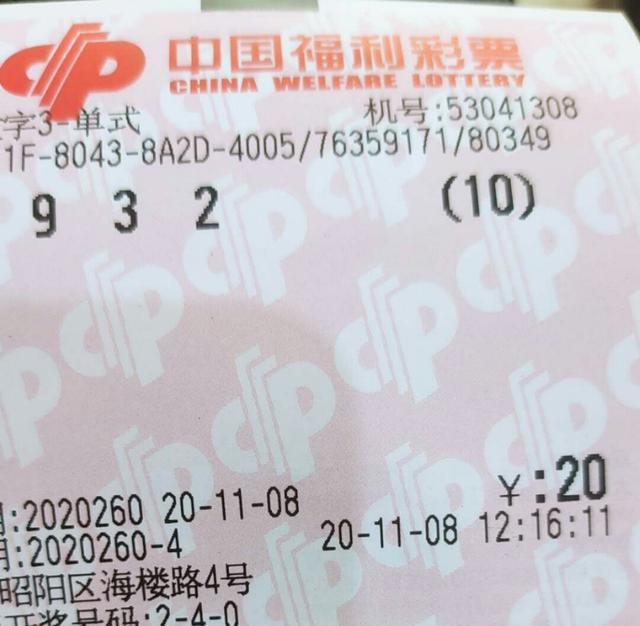 中国福利彩票
CHINA WELFARE LOTTERY
字3-单式 机号:53041308
1F-8043-8A2D-4005/76359171/80349
9 3 2 (10)
¥:20
:2020260 20-11-08
:2020260-4 20-11-08 12:16:11
昭阳区海楼路4号
开奖号码:2-4-0